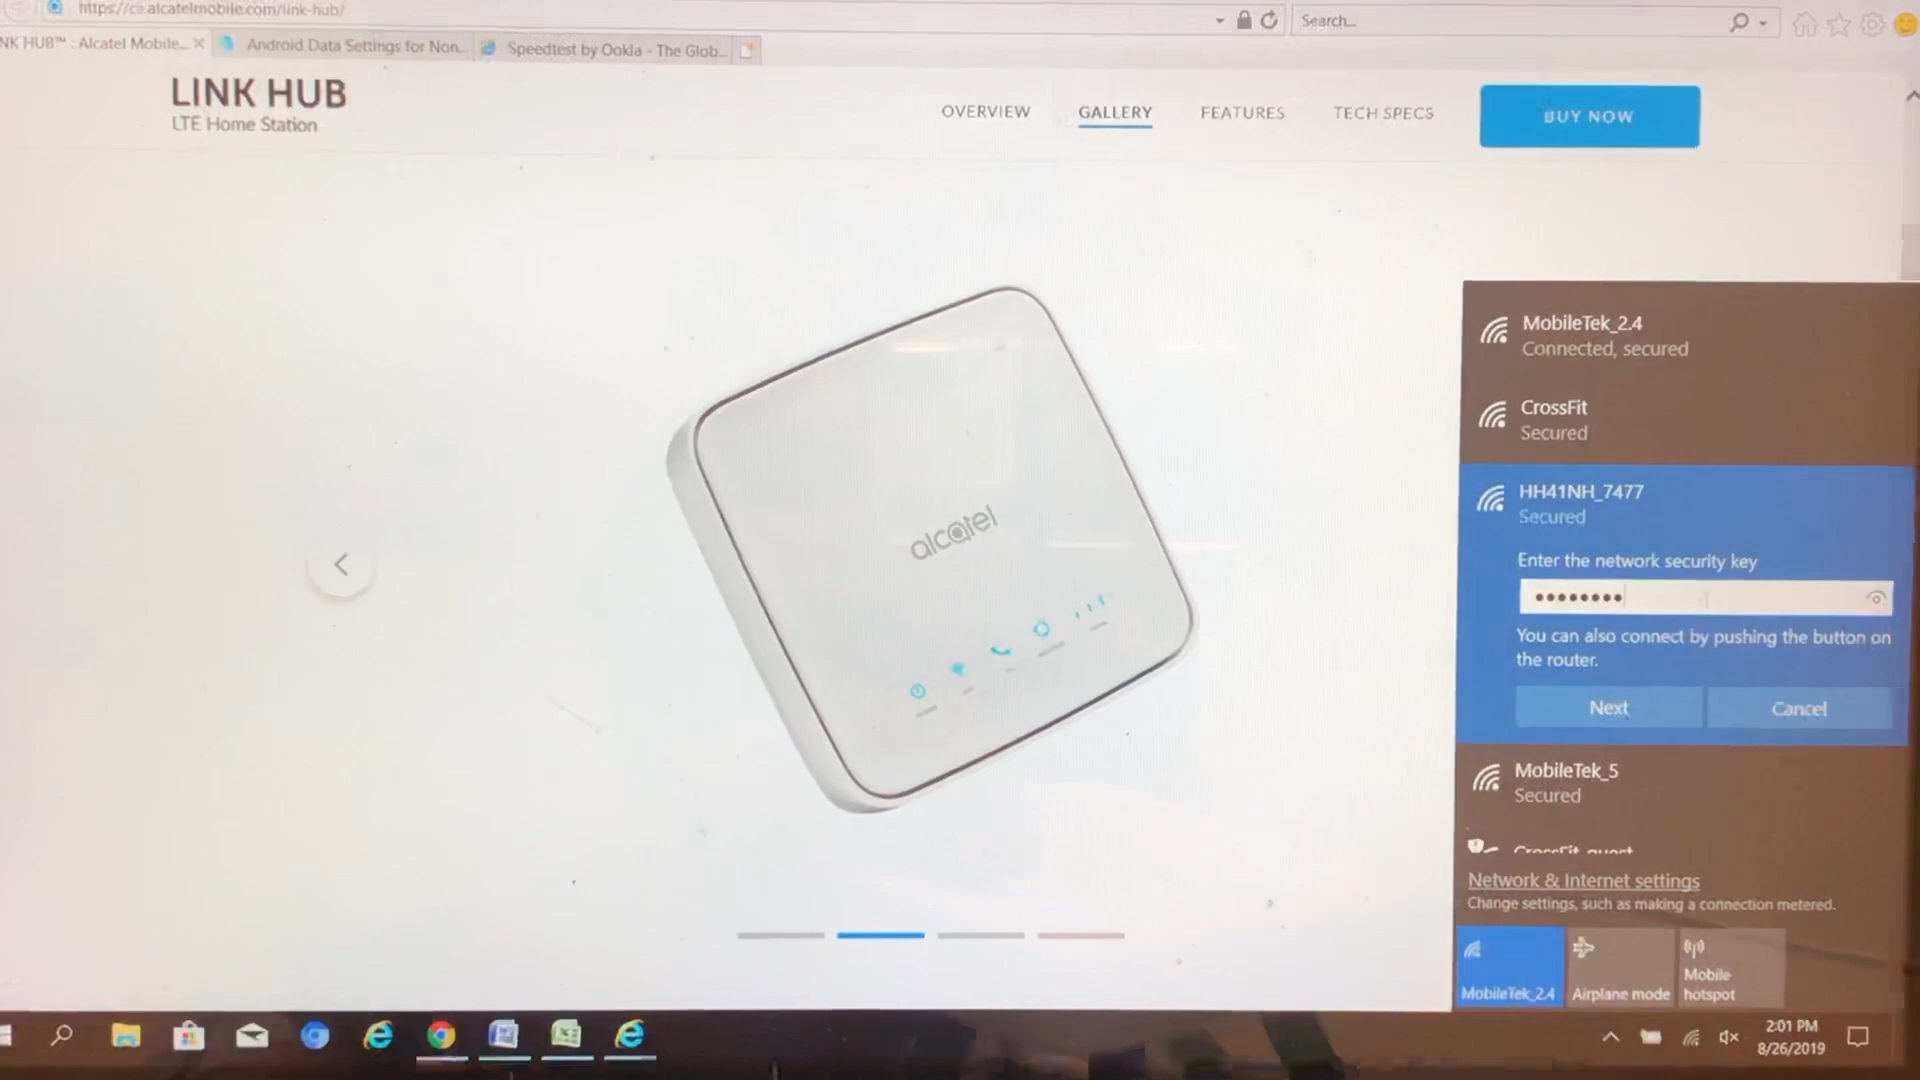 https://ca.alcatelmobile.com/link-hub/
Search...
NK HUB™ : Alcatel Mobile...
Android Data Settings for Non...
Speedtest by Ookla - The Glob...
LINK HUB
LTE Home Station
OVERVIEW
GALLERY
FEATURES
TECH SPECS
BUY NOW
alcatel
MobileTek_2.4
Connected, secured
CrossFit
Secured
HH41NH_7477
Secured
Enter the network security key
You can also connect by pushing the button on
the router.
Next
Cancel
MobileTek_5
Secured
CrossFit guest
Network & Internet settings
Change settings, such as making a connection metered.
MobileTek_2.4
Airplane mode
Mobile
hotspot
2:01 PM
8/26/2019